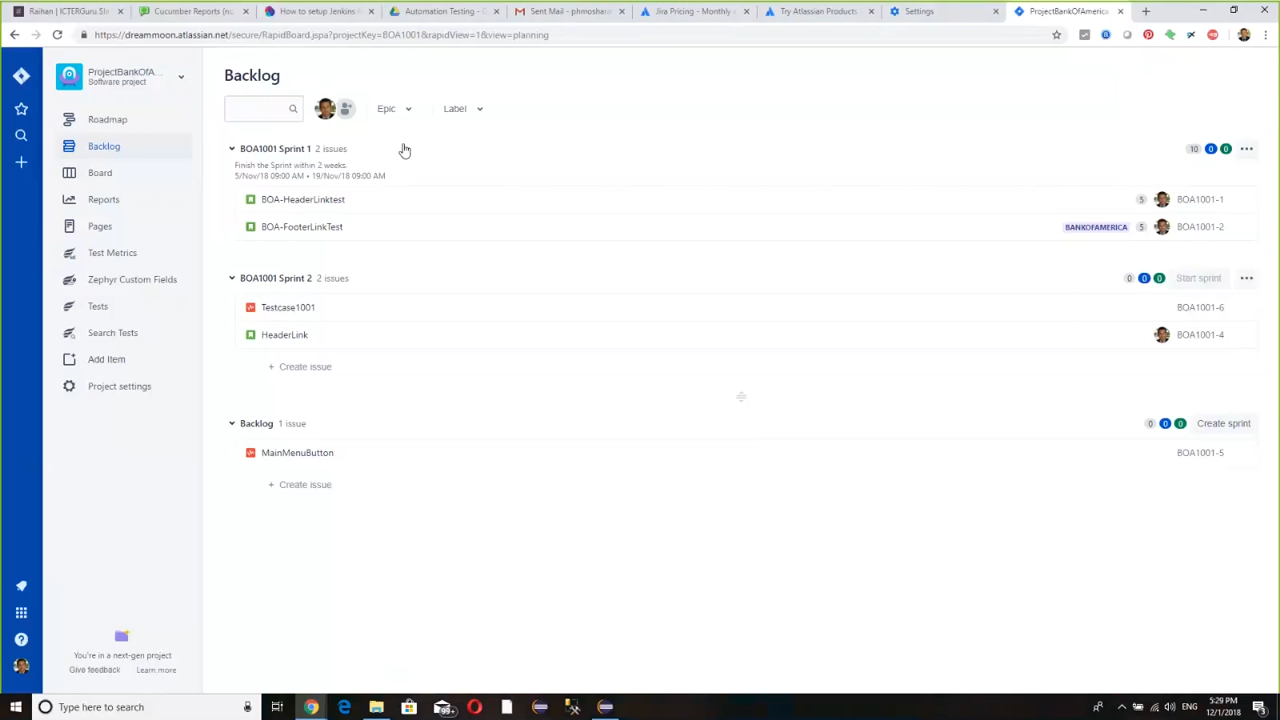 Raihan | ICTERGuru.Sl
Cucumber Reports (n
How to setup Jenkins
Automation Testing -
Sent Mail - phmoshara
Jira Pricing - Monthly
Try Atlassian Products
Settings
ProjectBankOfAmerica
https://dreammoon.atlassian.net/secure/RapidBoard.jspa?projectKey=BOA1001&rapidView=1&view=planning
ProjectBankOfA...
Software project
Roadmap
Backlog
Board
Reports
Pages
Test Metrics
Zephyr Custom Fields
Tests
Search Tests
Add Item
Project settings
You're in a next-gen project
Give feedback Learn more
Backlog
Epic Label
BOA1001 Sprint 1 2 issues 10 0 0
Finish the Sprint within 2 weeks.
5/Nov/18 09:00 AM • 19/Nov/18 09:00 AM
BOA-HeaderLinktest 5 BOA1001-1
BOA-FooterLinkTest BANKOFAMERICA 5 BOA1001-2
BOA1001 Sprint 2 2 issues 0 0 0 Start sprint
Testcase1001 BOA1001-6
HeaderLink BOA1001-4
+ Create issue
Backlog 1 issue 0 0 0 Create sprint
MainMenuButton BOA1001-5
+ Create issue
Type here to search
ENG
5:29 PM
12/1/2018